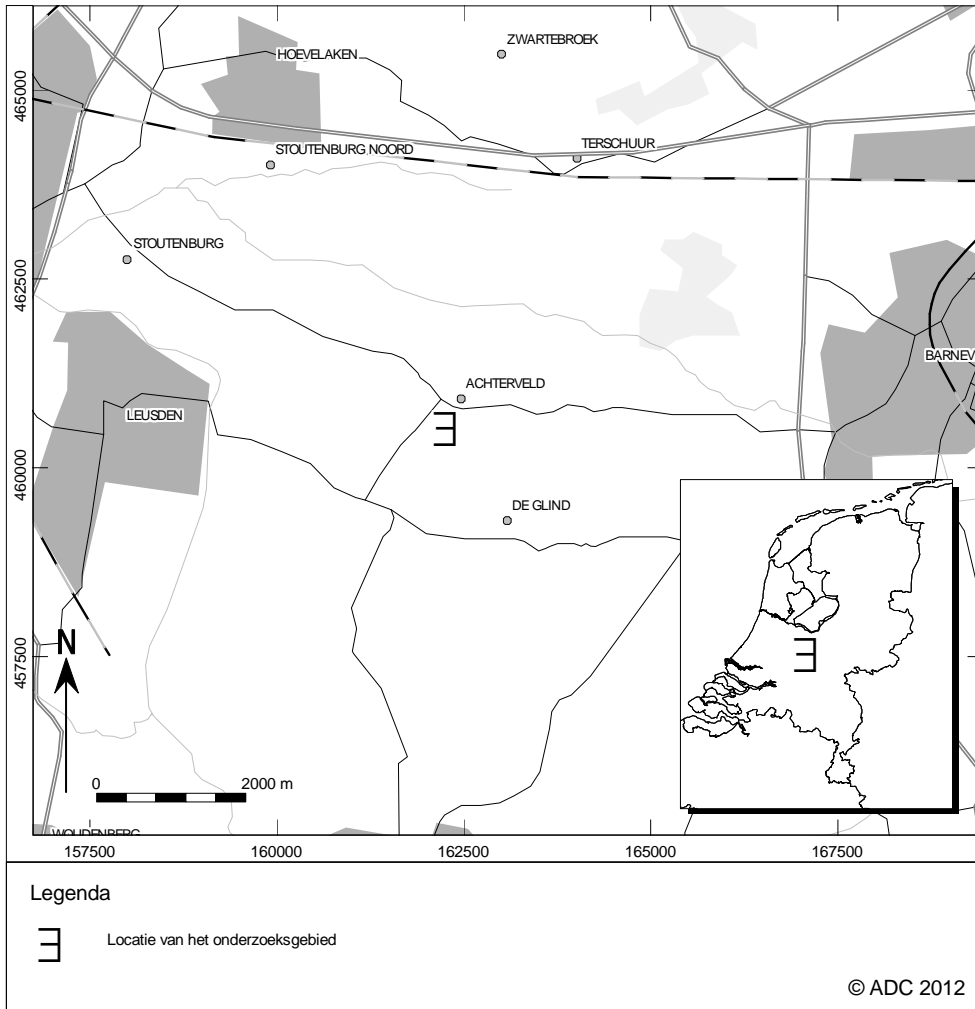 ZWARTEBROEK
HOEVELAKEN
465000
STOUTENBURG NOORD
TERSCHUUR
STOUTENBURG
462500
BARNEV
ACHTERVELD
LEUSDEN
460000
DE GLIND
457500
N
0 2000 m
WOUDENBERG
157500 160000 162500 165000 167500
Legenda
Locatie van het onderzoeksgebied
© ADC 2012